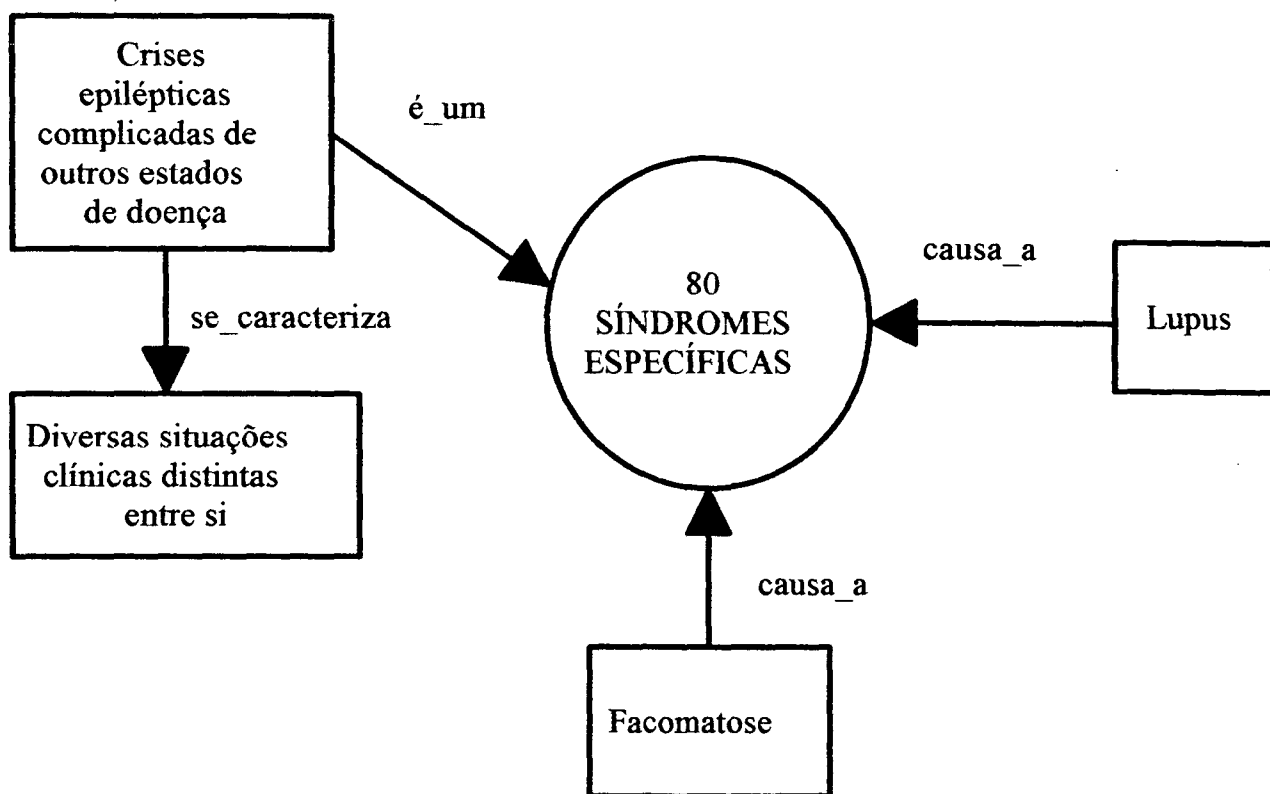 Crises
epilépticas
complicadas de
outros estados
de doença
é_um
se_caracteriza
Diversas situações
clínicas distintas
entre si
80
SÍNDROMES
ESPECÍFICAS
causa_a
Lupus
causa_a
Facomatose